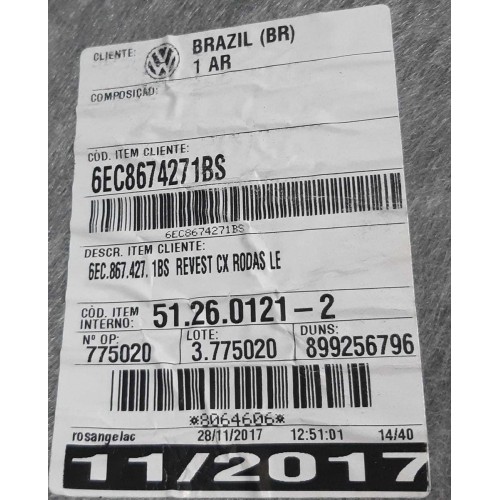 CLIENTE: BRAZIL (BR)
1 AR
COMPOSIÇÃO:
CÓD. ITEM CLIENTE:
6EC8674271BS
6EC8674271BS
DESCR. ITEM CLIENTE:
6EC.867.427. 1BS REVEST CX RODAS LE
CÓD. ITEM
INTERNO: 51.26.0121-2
Nº OP: LOTE: DUNS:
775020 3.775020 899256796
*8064606*
rosangelac 28/11/2017 12:51:01 14/40
11/2017